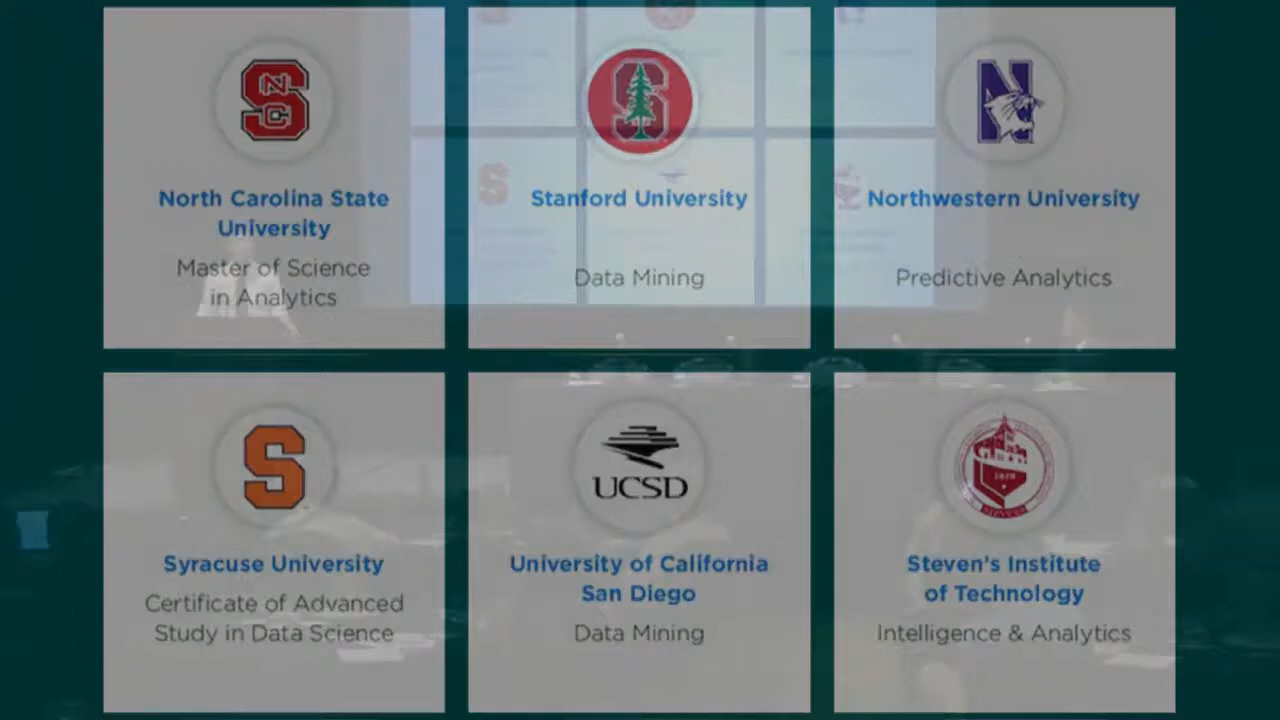 North Carolina State
University
Master of Science
in Analytics
Stanford University
Data Mining
Northwestern University
Predictive Analytics
Syracuse University
Certificate of Advanced
Study in Data Science
UCSD
University of California
San Diego
Data Mining
1870
STEVENS
Steven's Institute
of Technology
Intelligence & Analytics